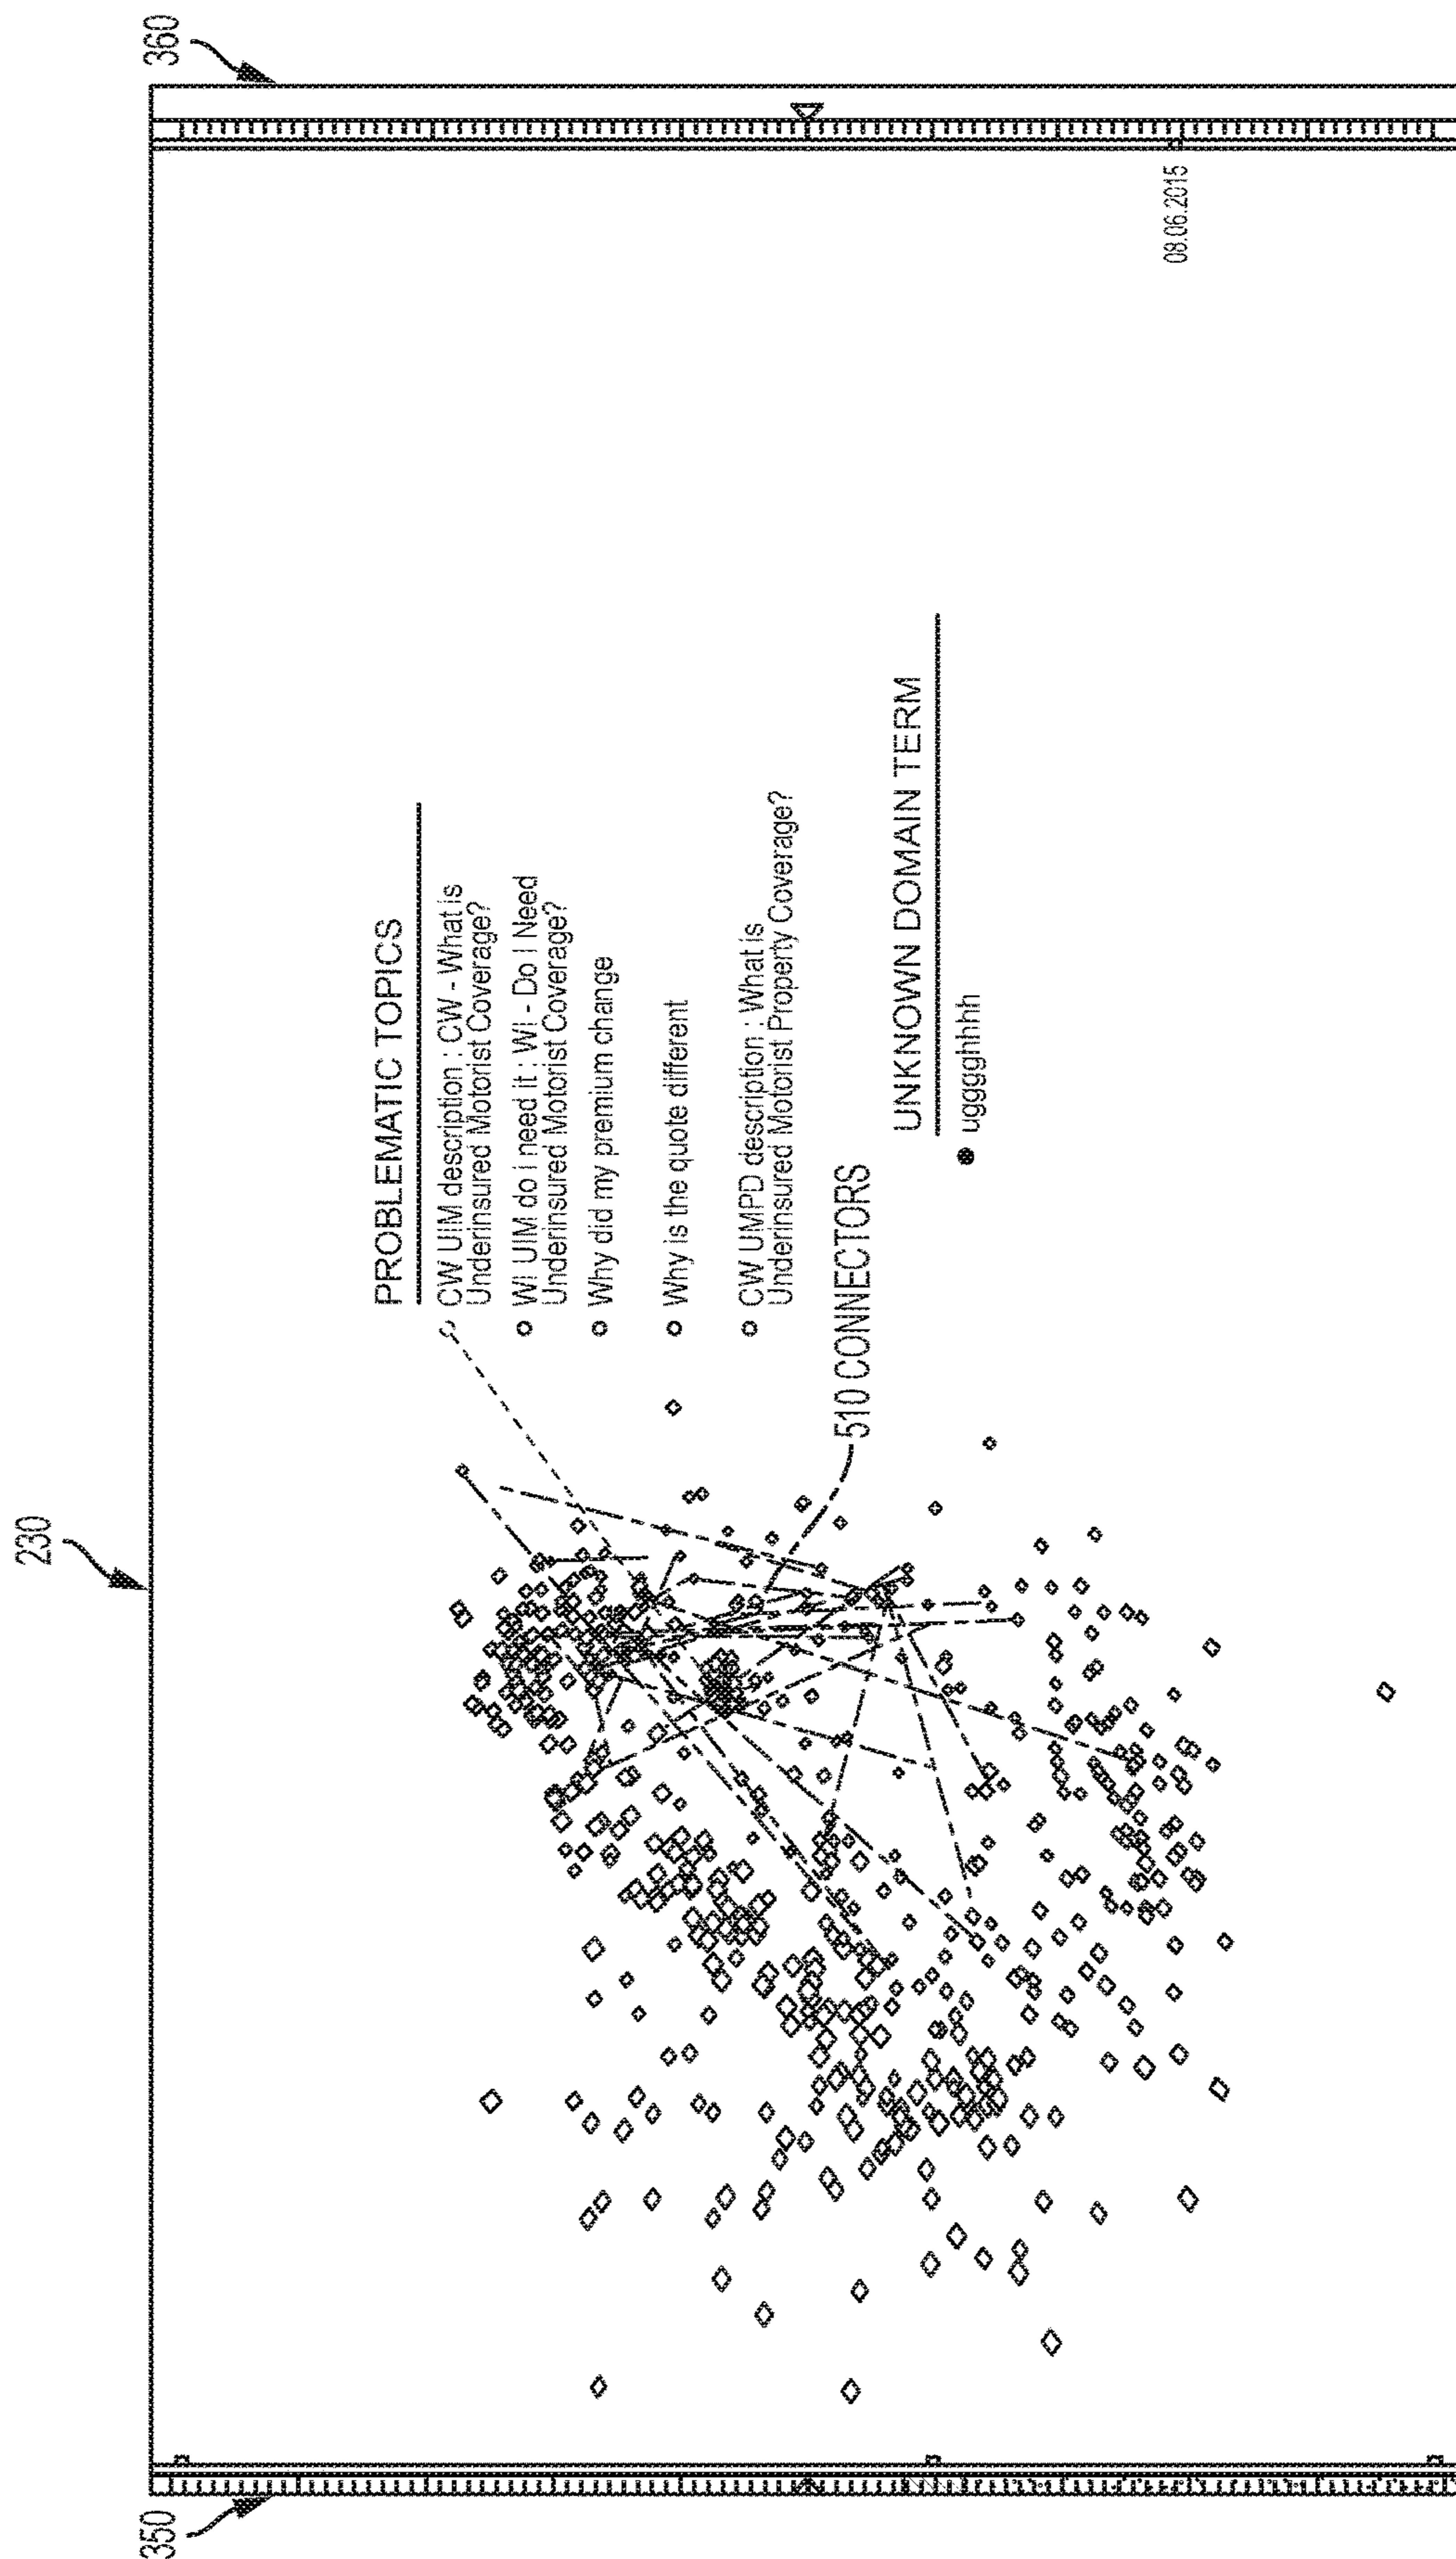 230
350
360
PROBLEMATIC TOPICS
CW UIM description : CW - What is
Underinsured Motorist Coverage?
WI UIM do i need it : WI - Do I Need
Underinsured Motorist Coverage?
Why did my premium change
Why is the quote different
CW UMPD description : What is
Underinsured Motorist Property Coverage?
510 CONNECTORS
UNKNOWN DOMAIN TERM
ugggghhhh
08.06.2015